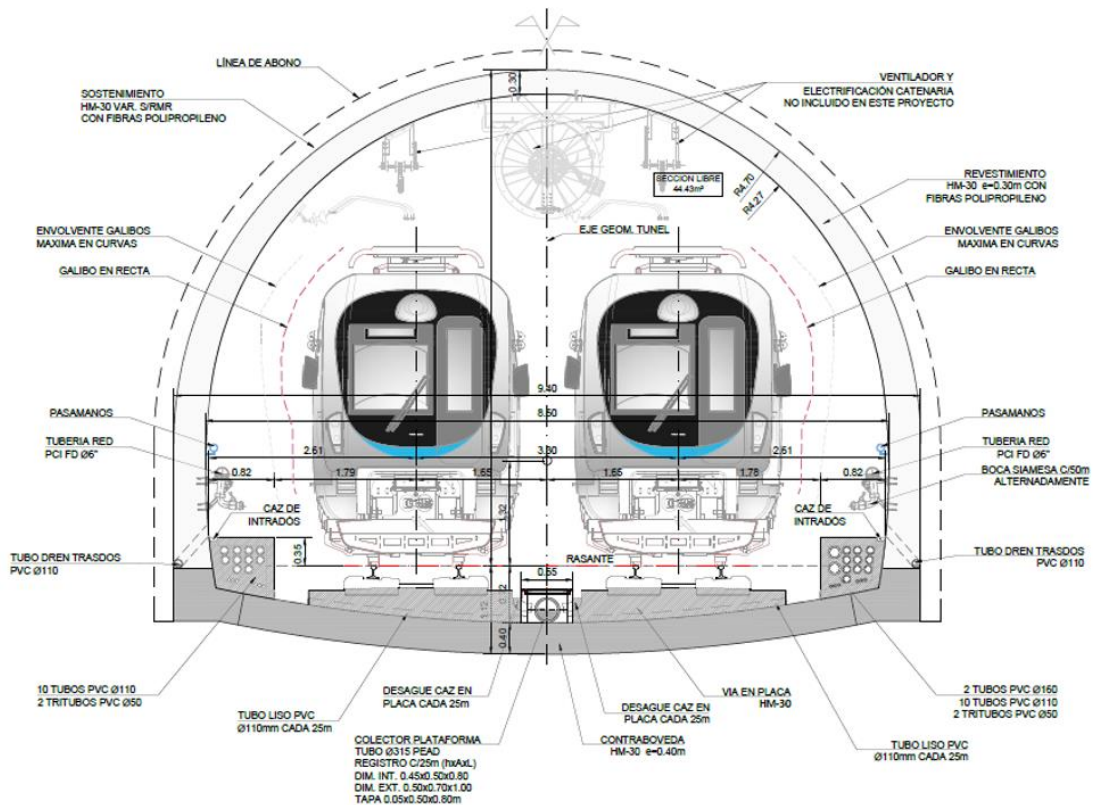 LÍNEA DE ABONO
SOSTENIMIENTO
HM-30 VAR. S/RMR
CON FIBRAS POLIPROPILENO
0.30
VENTILADOR Y
ELECTRIFICACIÓN CATENARIA
NO INCLUIDO EN ESTE PROYECTO
SECCION LIBRE
44.43m²
R4.70
R4.27
REVESTIMIENTO
HM-30 e=0.30m CON
FIBRAS POLIPROPILENO
ENVOLVENTE GALIBOS
MAXIMA EN CURVAS
EJE GEOM. TUNEL
ENVOLVENTE GALIBOS
MAXIMA EN CURVAS
GALIBO EN RECTA
GALIBO EN RECTA
9.40
PASAMANOS
8.50
PASAMANOS
TUBERIA RED
PCI FD Ø6"
2.61
3.30
2.61
TUBERIA RED
PCI FD Ø6"
0.82
1.79
1.65
1.65
1.78
0.82
BOCA SIAMESA C/50m
ALTERNADAMENTE
CAZ DE
INTRADÓS
1.32
CAZ DE
INTRADÓS
TUBO DREN TRASDOS
PVC Ø110
0.35
RASANTE
0.55
TUBO DREN TRASDOS
PVC Ø110
1.12
0.40
10 TUBOS PVC Ø110
2 TRITUBOS PVC Ø50
DESAGUE CAZ EN
PLACA CADA 25m
VIA EN PLACA
HM-30
2 TUBOS PVC Ø160
10 TUBOS PVC Ø110
2 TRITUBOS PVC Ø50
TUBO LISO PVC
Ø110mm CADA 25m
DESAGUE CAZ EN
PLACA CADA 25m
COLECTOR PLATAFORMA
TUBO Ø315 PEAD
REGISTRO C/25m (hxAxL)
DIM. INT. 0.45x0.50x0.80
DIM. EXT. 0.50x0.70x1.00
TAPA 0.05x0.50x0.80m
CONTRABOVEDA
HM-30 e=0.40m
TUBO LISO PVC
Ø110mm CADA 25m